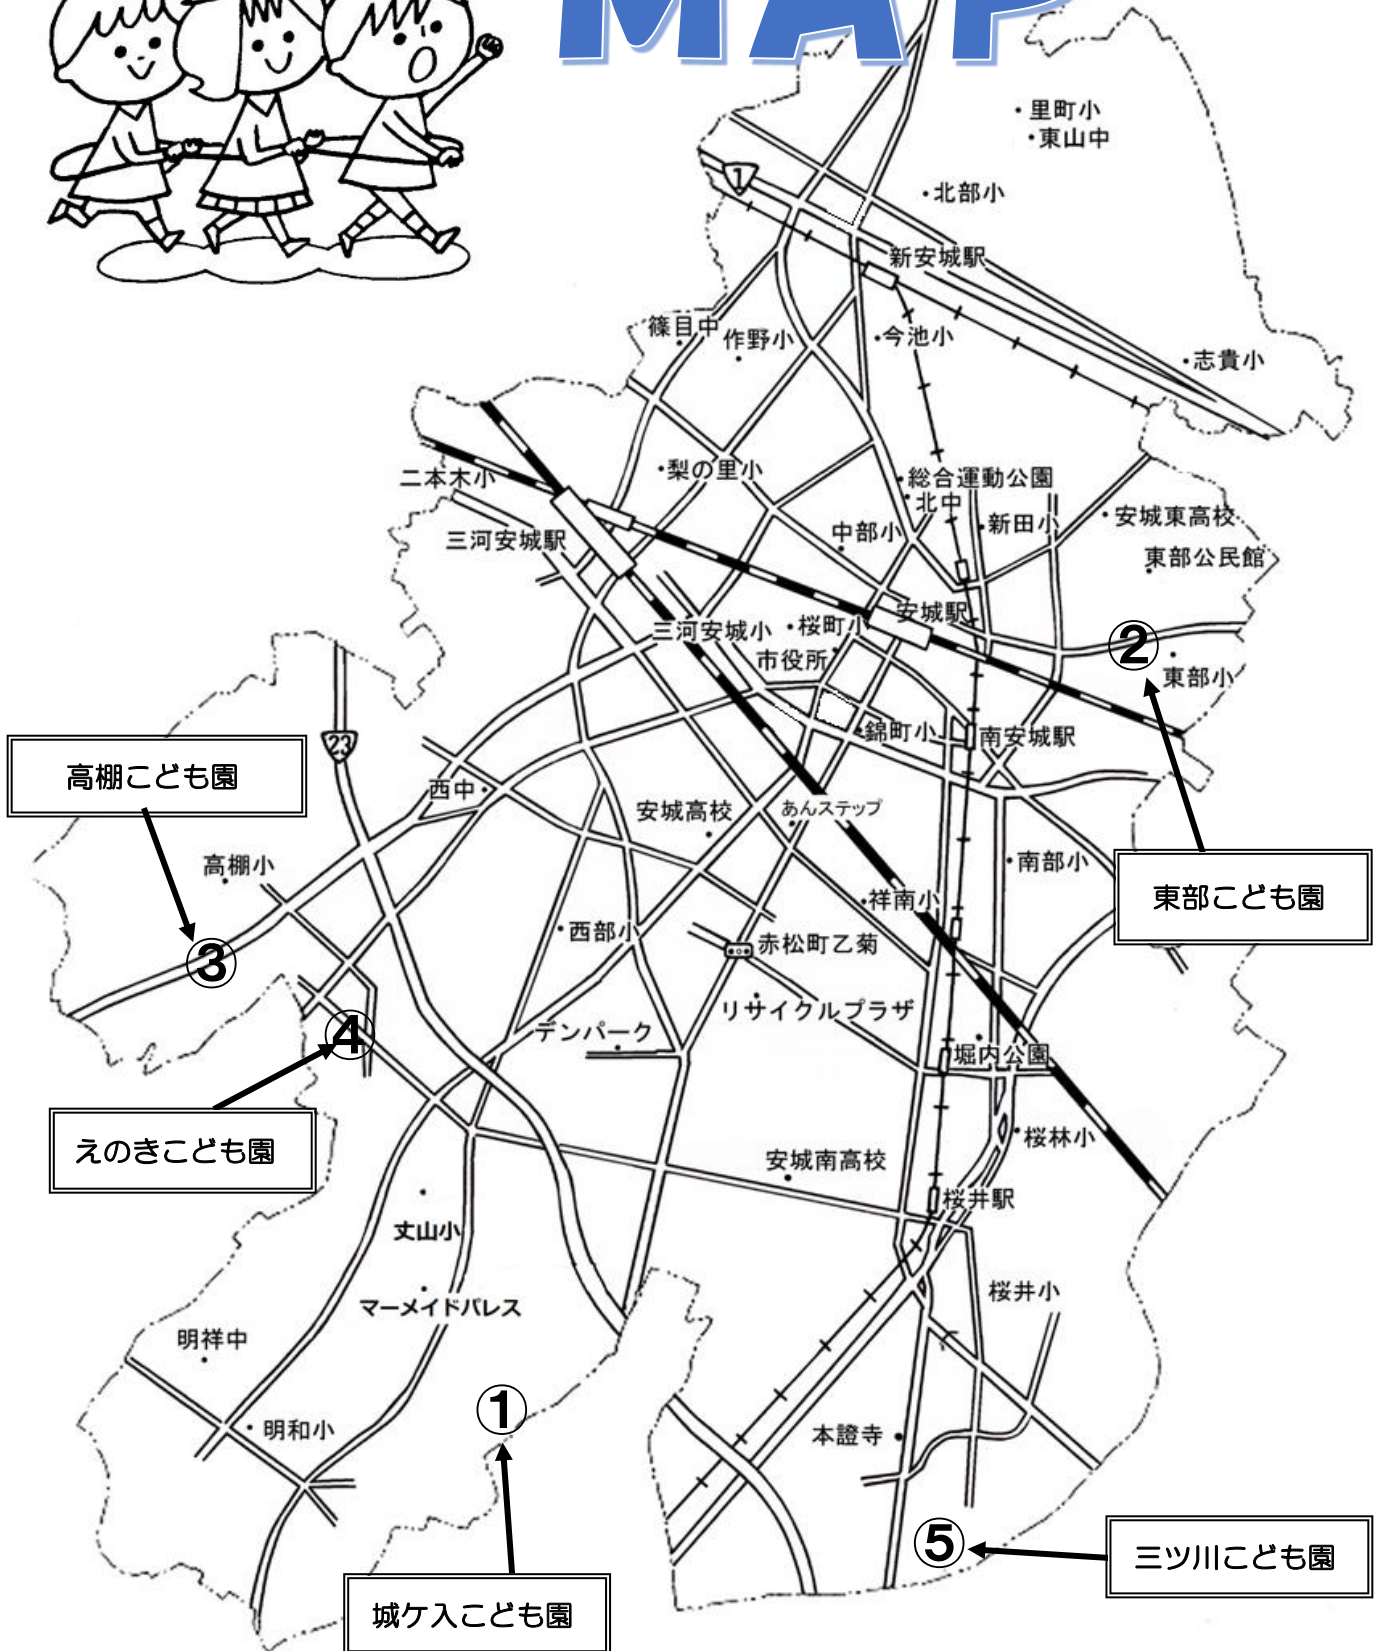 MAP
里町小
東山中
1
北部小
新安城駅
篠目中
作野小
今池小
志貴小
二本木小
梨の里小
総合運動公園
北中
三河安城駅
中部小
新田小
安城東高校
東部公民館
安城駅
三河安城小
桜町小
市役所
②
東部小
23
錦町小
南安城駅
高棚こども園
西中
安城高校
あんステップ
高棚小
南部小
東部こども園
祥南小
③
西部小
赤松町乙菊
リサイクルプラザ
④
デンパーク
堀内公園
えのきこども園
桜林小
安城南高校
桜井駅
丈山小
マーメイドパレス
桜井小
明祥中
①
明和小
本證寺
⑤
三ツ川こども園
城ケ入こども園